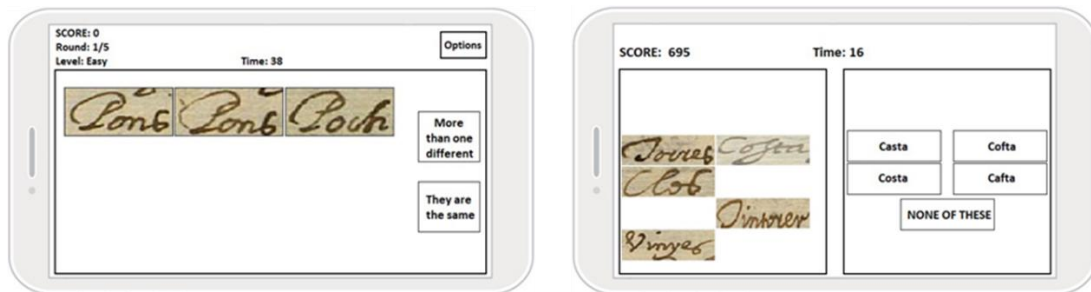 SCORE: 0
Round: 1/5
Level: Easy
Time: 38
Options
Pons Pons Poch
More
than one
different
They are
the same
SCORE: 695
Time: 16
Torres Costa
Clos
Tintorer
Vinyes
Casta
Cofta
Costa
Cafta
NONE OF THESE